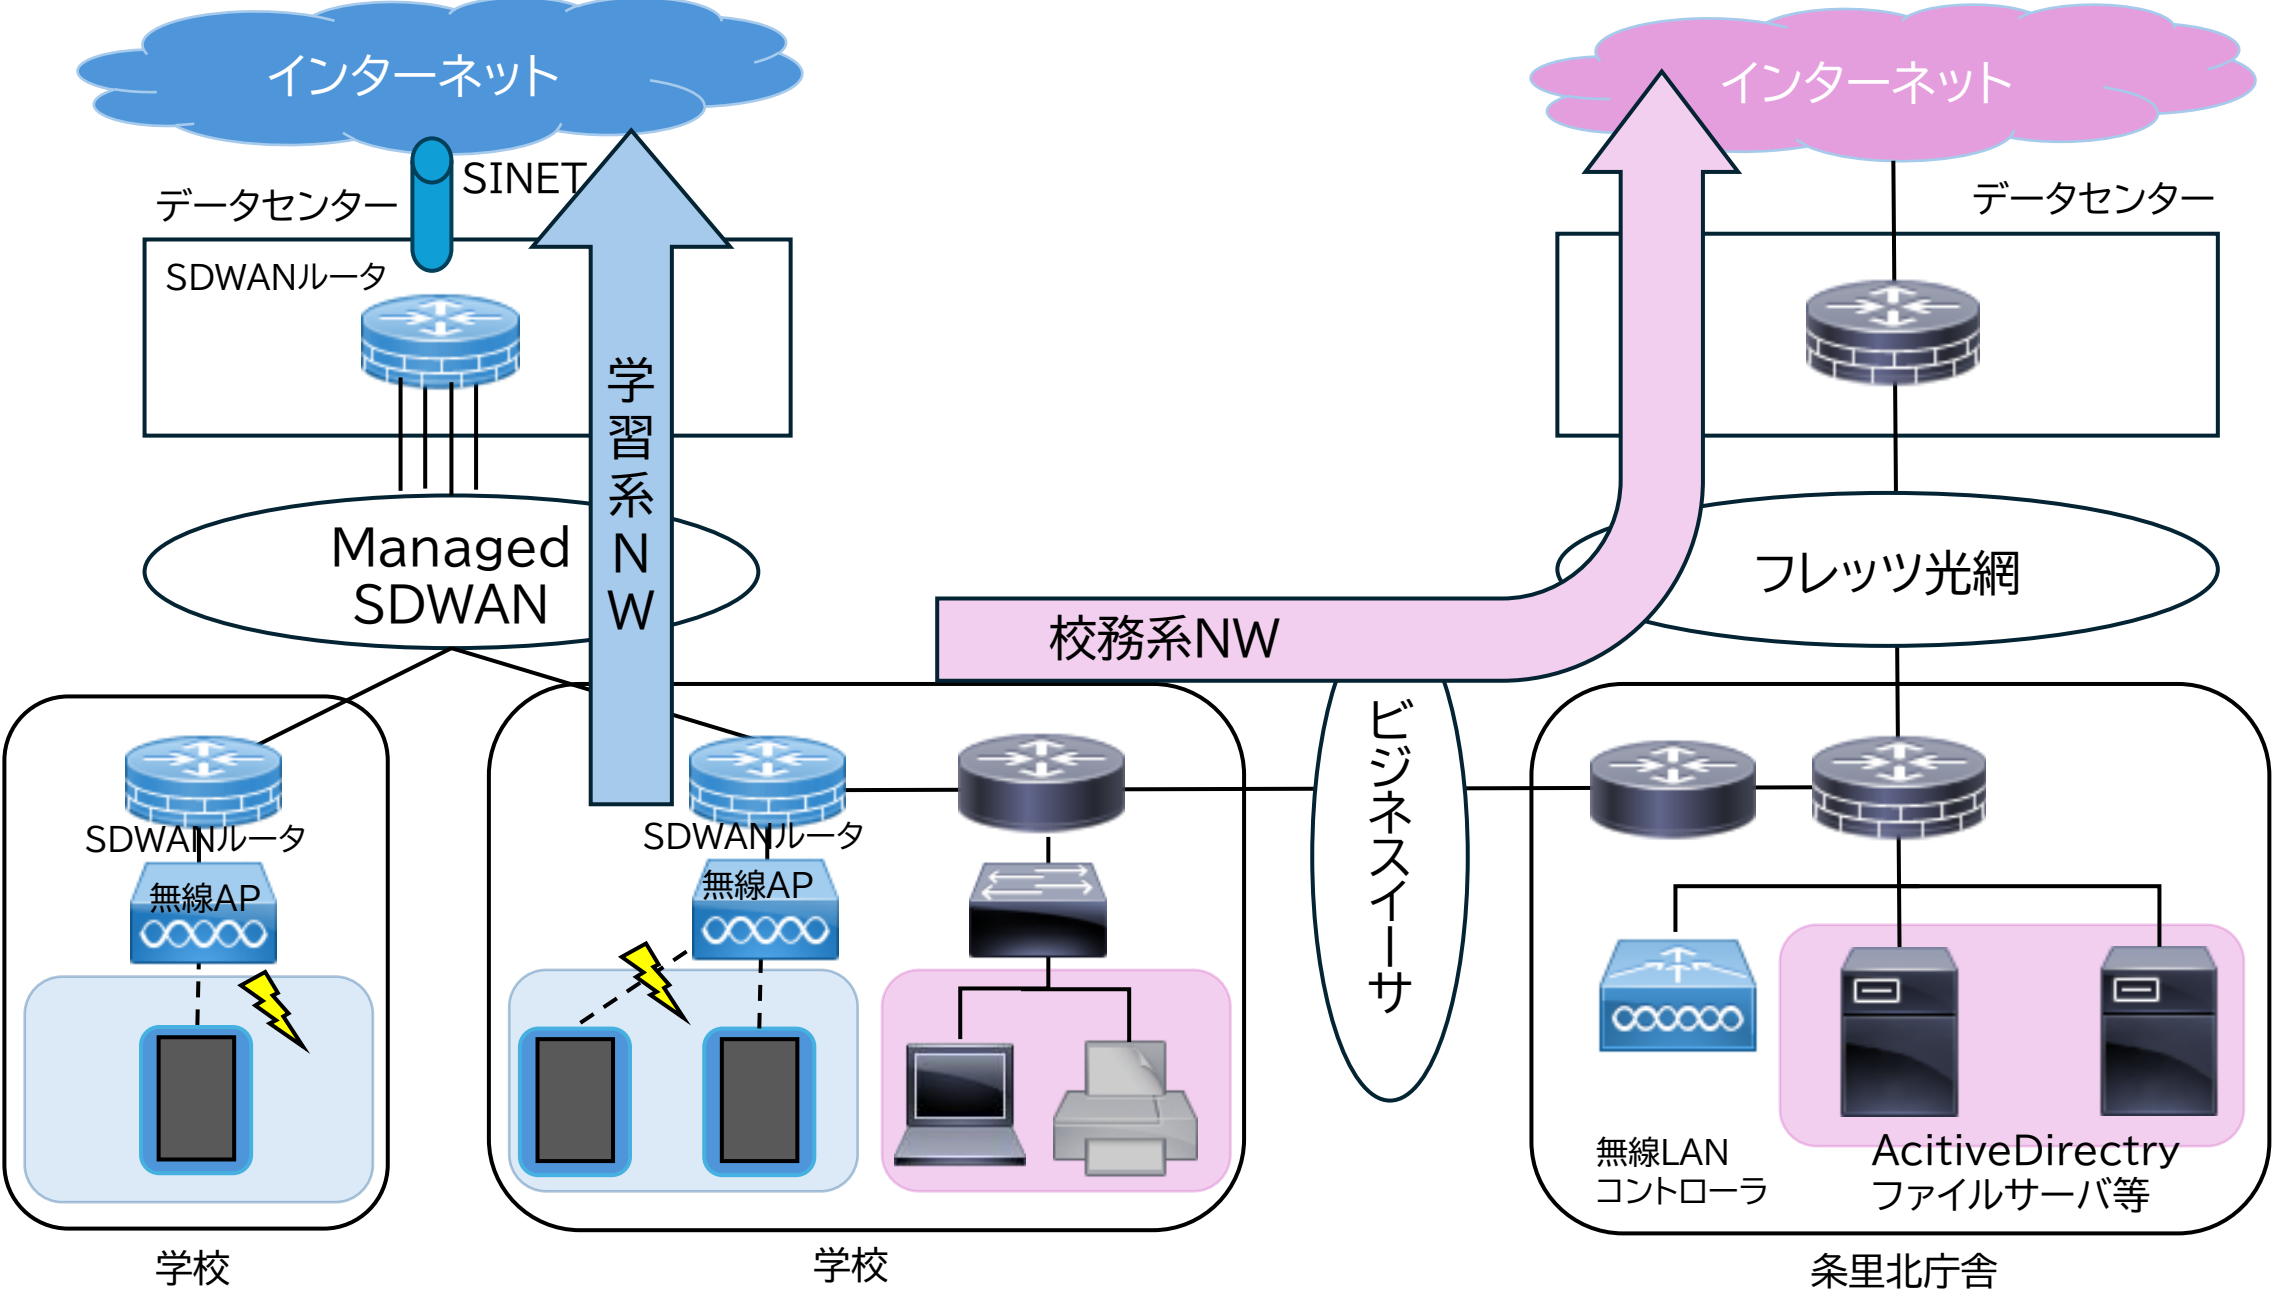 インターネット
インターネット
SINET
データセンター
データセンター
SDWANルータ
学習系NW
Managed
SDWAN
フレッツ光網
校務系NW
ビジネスイーサ
SDWANルータ
無線AP
SDWANルータ
無線AP
無線LAN
コントローラ
AcitiveDirectry
ファイルサーバ等
学校
学校
条里北庁舎